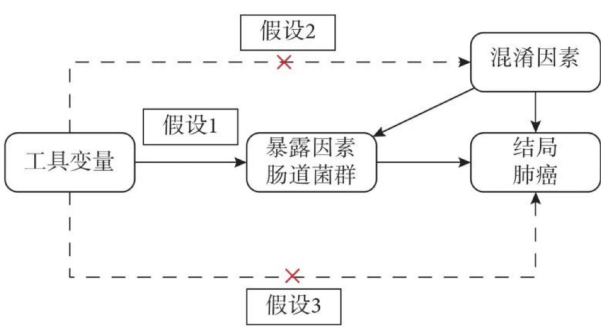 假设2
混淆因素
假设1
工具变量
暴露因素
肠道菌群
结局
肺癌
假设3